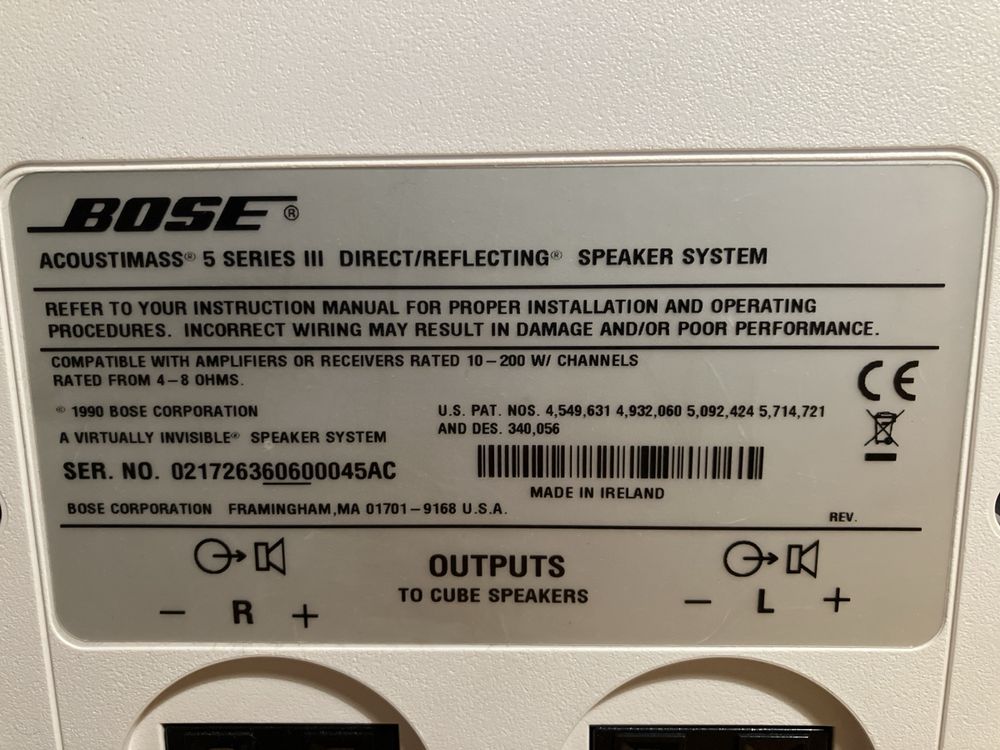 BOSE®
ACOUSTIMASS® 5 SERIES III DIRECT/REFLECTING® SPEAKER SYSTEM
REFER TO YOUR INSTRUCTION MANUAL FOR PROPER INSTALLATION AND OPERATING
PROCEDURES. INCORRECT WIRING MAY RESULT IN DAMAGE AND/OR POOR PERFORMANCE.
COMPATIBLE WITH AMPLIFIERS OR RECEIVERS RATED 10–200 W/ CHANNELS
RATED FROM 4–8 OHMS.
© 1990 BOSE CORPORATION
A VIRTUALLY INVISIBLE® SPEAKER SYSTEM
U.S. PAT. NOS. 4,549,631 4,932,060 5,092,424 5,714,721
AND DES. 340,056
CE
SER. NO. 021726360600045AC
MADE IN IRELAND
BOSE CORPORATION FRAMINGHAM,MA 01701–9168 U.S.A.
REV.
OUTPUTS
TO CUBE SPEAKERS
– R +
– L +